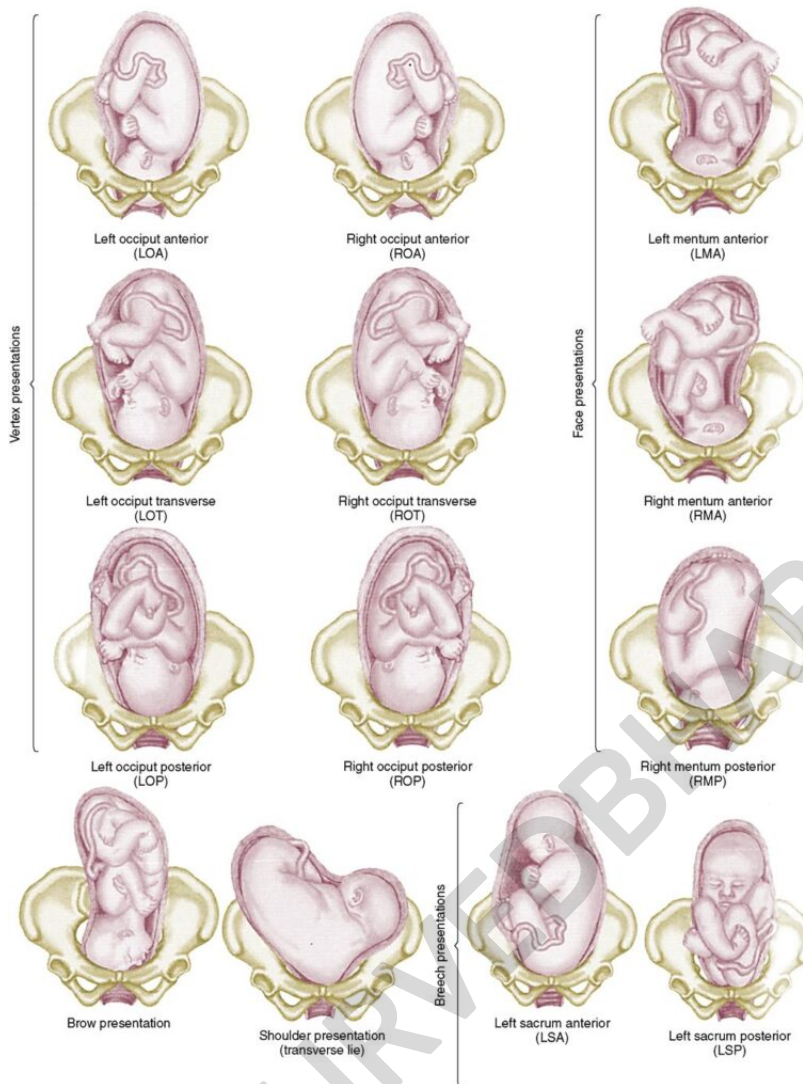 Vertex presentations
Left occiput anterior
(LOA)
Right occiput anterior
(ROA)
Left occiput transverse
(LOT)
Right occiput transverse
(ROT)
Left occiput posterior
(LOP)
Right occiput posterior
(ROP)
Face presentations
Left mentum anterior
(LMA)
Right mentum anterior
(RMA)
Right mentum posterior
(RMP)
Brow presentation
Shoulder presentation
(transverse lie)
Breech presentations
Left sacrum anterior
(LSA)
Left sacrum posterior
(LSP)